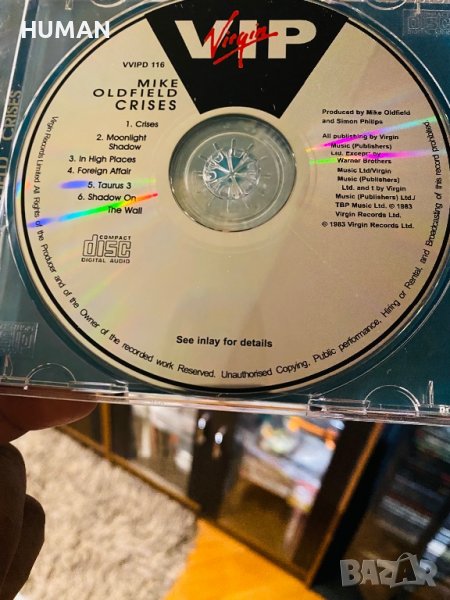 HUMAN
VIP
Virgin
VVIPD 116
MIKE
OLDFIELD
CRISES
1. Crises
2. Moonlight
Shadow
3. In High Places
4. Foreign Affair
5. Taurus 3
6. Shadow On
The Wall
COMPACT
disc
DIGITAL AUDIO
Produced by Mike Oldfield
and Simon Philips
All publishing by Virgin
Music (Publishers)
Ltd. Except by
Warner Brothers
Music Ltd/Virgin
Music (Publishers)
Ltd. and t by Virgin
Music (Publishers) Ltd./
TBP Music Ltd. ℗ 1983
Virgin Records Ltd.
© 1983 Virgin Records Ltd.
See inlay for details
Virgin Records Limited. All Rights of the Producer and of the Owner of the recorded work Reserved. Unauthorised Copying, Public performance, Hiring or Rental, and Broadcasting of this record prohibited.
CRISES
BAZAR